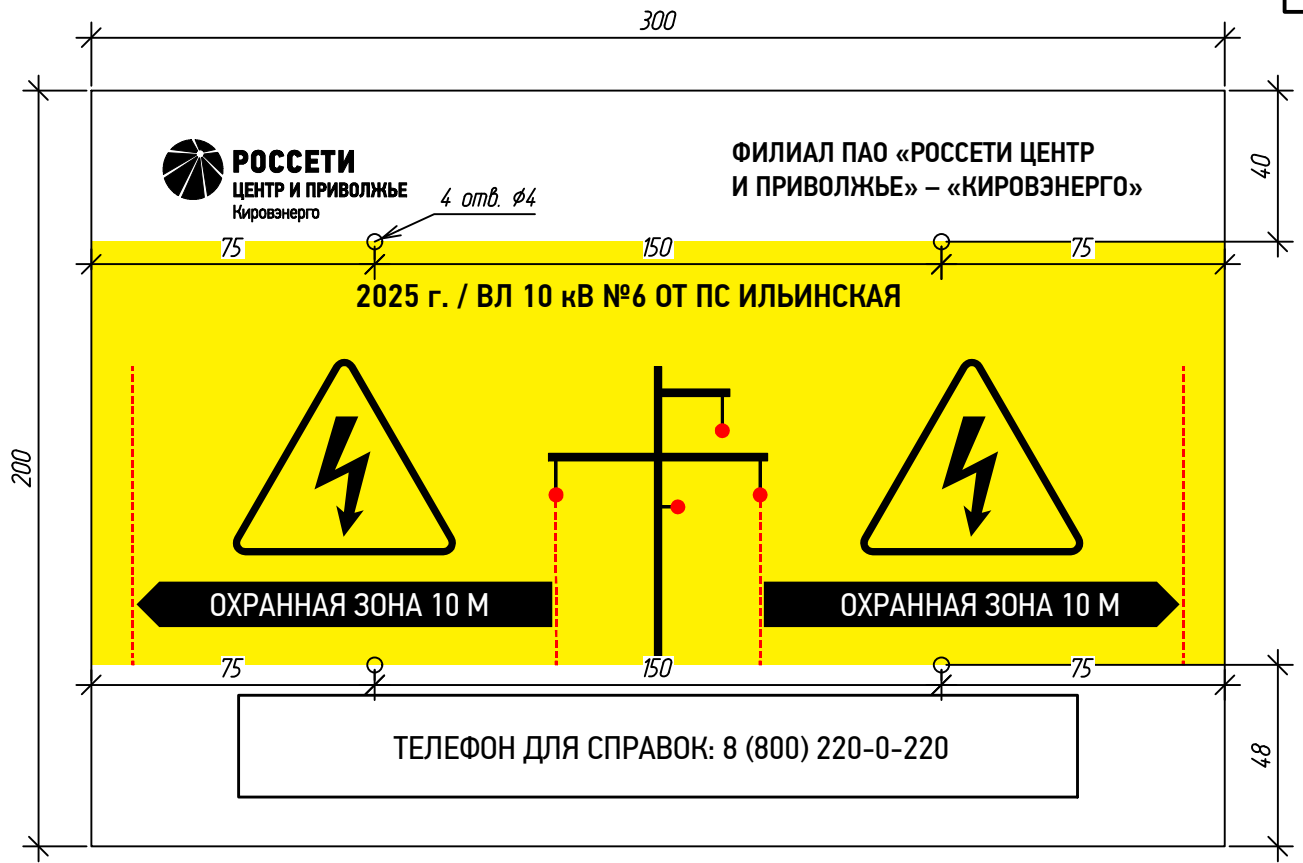 300
РОССЕТИ
ЦЕНТР И ПРИВОЛЖЬЕ
Кировэнерго
ФИЛИАЛ ПАО «РОССЕТИ ЦЕНТР
И ПРИВОЛЖЬЕ» – «КИРОВЭНЕРГО»
40
4 отв. ϕ4
75
150
75
2025 г. / ВЛ 10 кВ №6 ОТ ПС ИЛЬИНСКАЯ
200
ОХРАННАЯ ЗОНА 10 М
ОХРАННАЯ ЗОНА 10 М
75
150
75
ТЕЛЕФОН ДЛЯ СПРАВОК: 8 (800) 220-0-220
48